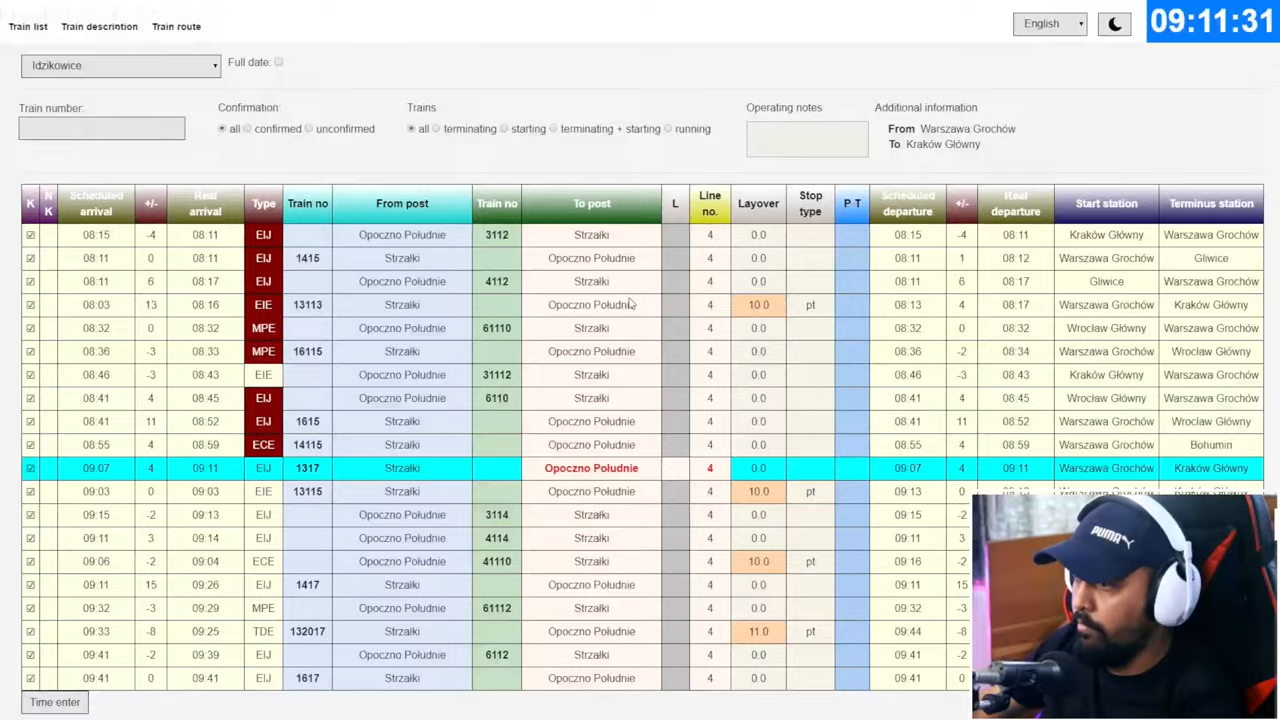 Train list Train description Train route English 09:11:31
Idzikowice Full date:
Train number: Confirmation: Trains Operating notes Additional information
all confirmed unconfirmed all terminating starting terminating + starting running From Warszawa Grochów
To Kraków Główny
K N K Scheduled arrival +/- Real arrival Type Train no From post Train no To post L Line no. Layover Stop type P T Scheduled departure +/- Real departure Start station Terminus station
08:15 -4 08:11 EIJ Opoczno Południe 3112 Strzałki 4 0.0 08:15 -4 08:11 Kraków Główny Warszawa Grochów
08:11 0 08:11 EIJ 1415 Strzałki Opoczno Południe 4 0.0 08:11 1 08:12 Warszawa Grochów Gliwice
08:11 6 08:17 EIJ Opoczno Południe 4112 Strzałki 4 0.0 08:11 6 08:17 Gliwice Warszawa Grochów
08:03 13 08:16 EIE 13113 Strzałki Opoczno Południe 4 10.0 pt 08:13 4 08:17 Warszawa Grochów Kraków Główny
08:32 0 08:32 MPE Opoczno Południe 61110 Strzałki 4 0.0 08:32 0 08:32 Wrocław Główny Warszawa Grochów
08:36 -3 08:33 MPE 16115 Strzałki Opoczno Południe 4 0.0 08:36 -2 08:34 Warszawa Grochów Wrocław Główny
08:46 -3 08:43 EIE Opoczno Południe 31112 Strzałki 4 0.0 08:46 -3 08:43 Kraków Główny Warszawa Grochów
08:41 4 08:45 EIJ Opoczno Południe 6110 Strzałki 4 0.0 08:41 4 08:45 Wrocław Główny Warszawa Grochów
08:41 11 08:52 EIJ 1615 Strzałki Opoczno Południe 4 0.0 08:41 11 08:52 Warszawa Grochów Wrocław Główny
08:55 4 08:59 ECE 14115 Strzałki Opoczno Południe 4 0.0 08:55 4 08:59 Warszawa Grochów Bohumin
09:07 4 09:11 EIJ 1317 Strzałki Opoczno Południe 4 0.0 09:07 4 09:11 Warszawa Grochów Kraków Główny
09:03 0 09:03 EIE 13115 Strzałki Opoczno Południe 4 10.0 pt 09:13 0
09:15 -2 09:13 EIJ Opoczno Południe 3114 Strzałki 4 0.0 09:15 -2
09:11 3 09:14 EIJ Opoczno Południe 4114 Strzałki 4 0.0 09:11 3
09:06 -2 09:04 ECE Opoczno Południe 41110 Strzałki 4 10.0 pt 09:16 -2
09:11 15 09:26 EIJ 1417 Strzałki Opoczno Południe 4 0.0 09:11 15
09:32 -3 09:29 MPE Opoczno Południe 61112 Strzałki 4 0.0 09:32 -3
09:33 -8 09:25 TDE 132017 Strzałki Opoczno Południe 4 11.0 pt 09:44 -8
09:41 -2 09:39 EIJ Opoczno Południe 6112 Strzałki 4 0.0 09:41 -2
09:41 0 09:41 EIJ 1617 Strzałki Opoczno Południe 4 0.0 09:41 0
Time enter
PUMA